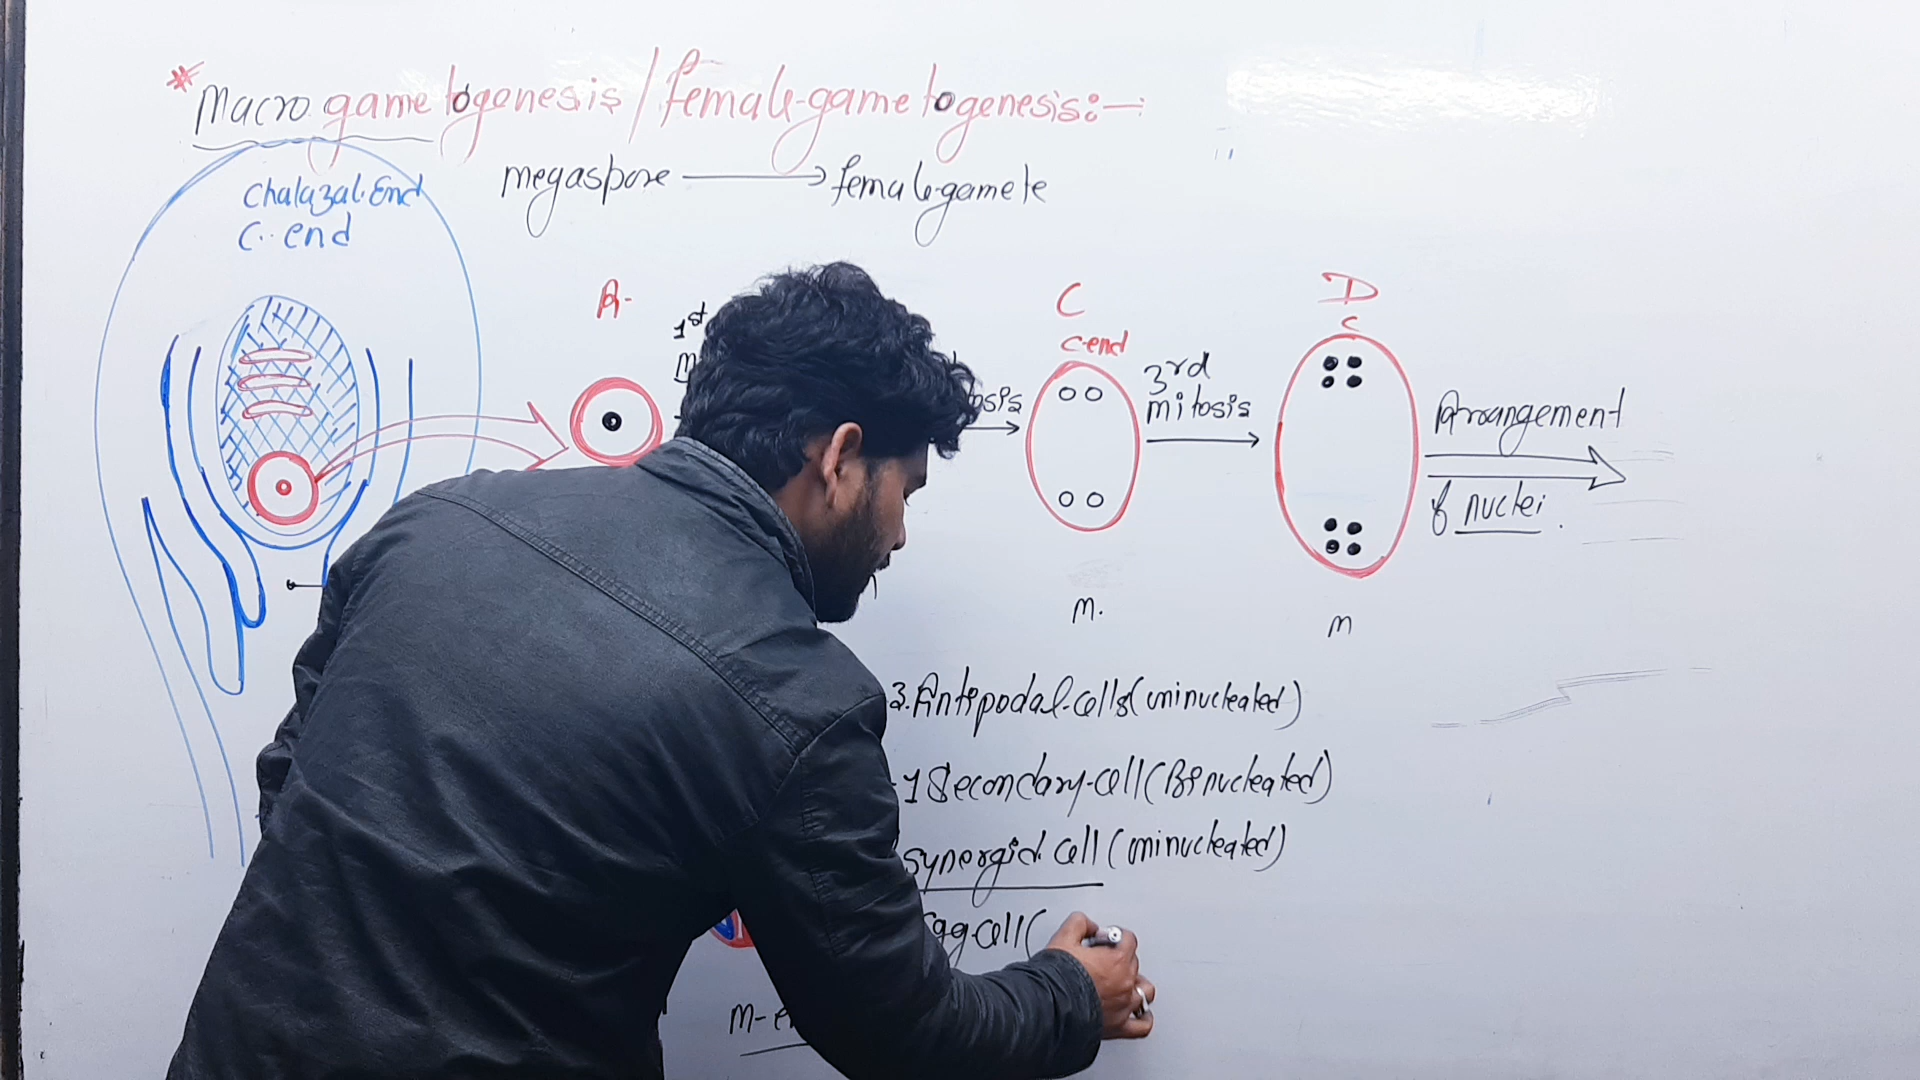 * Macro gametogenesis / female-gametogenesis:-
megaspore → female-gamete
Chalazal.End
C.. end
A-
1st
C
C-end
3rd
mitosis
M.
D
C
M
Arrangement
of nuclei.
3. Antipodal-cells (uninucleated)
-1 Secondary-cell (Binucleated)
synergid. cell (uninucleated)
Egg-cell (